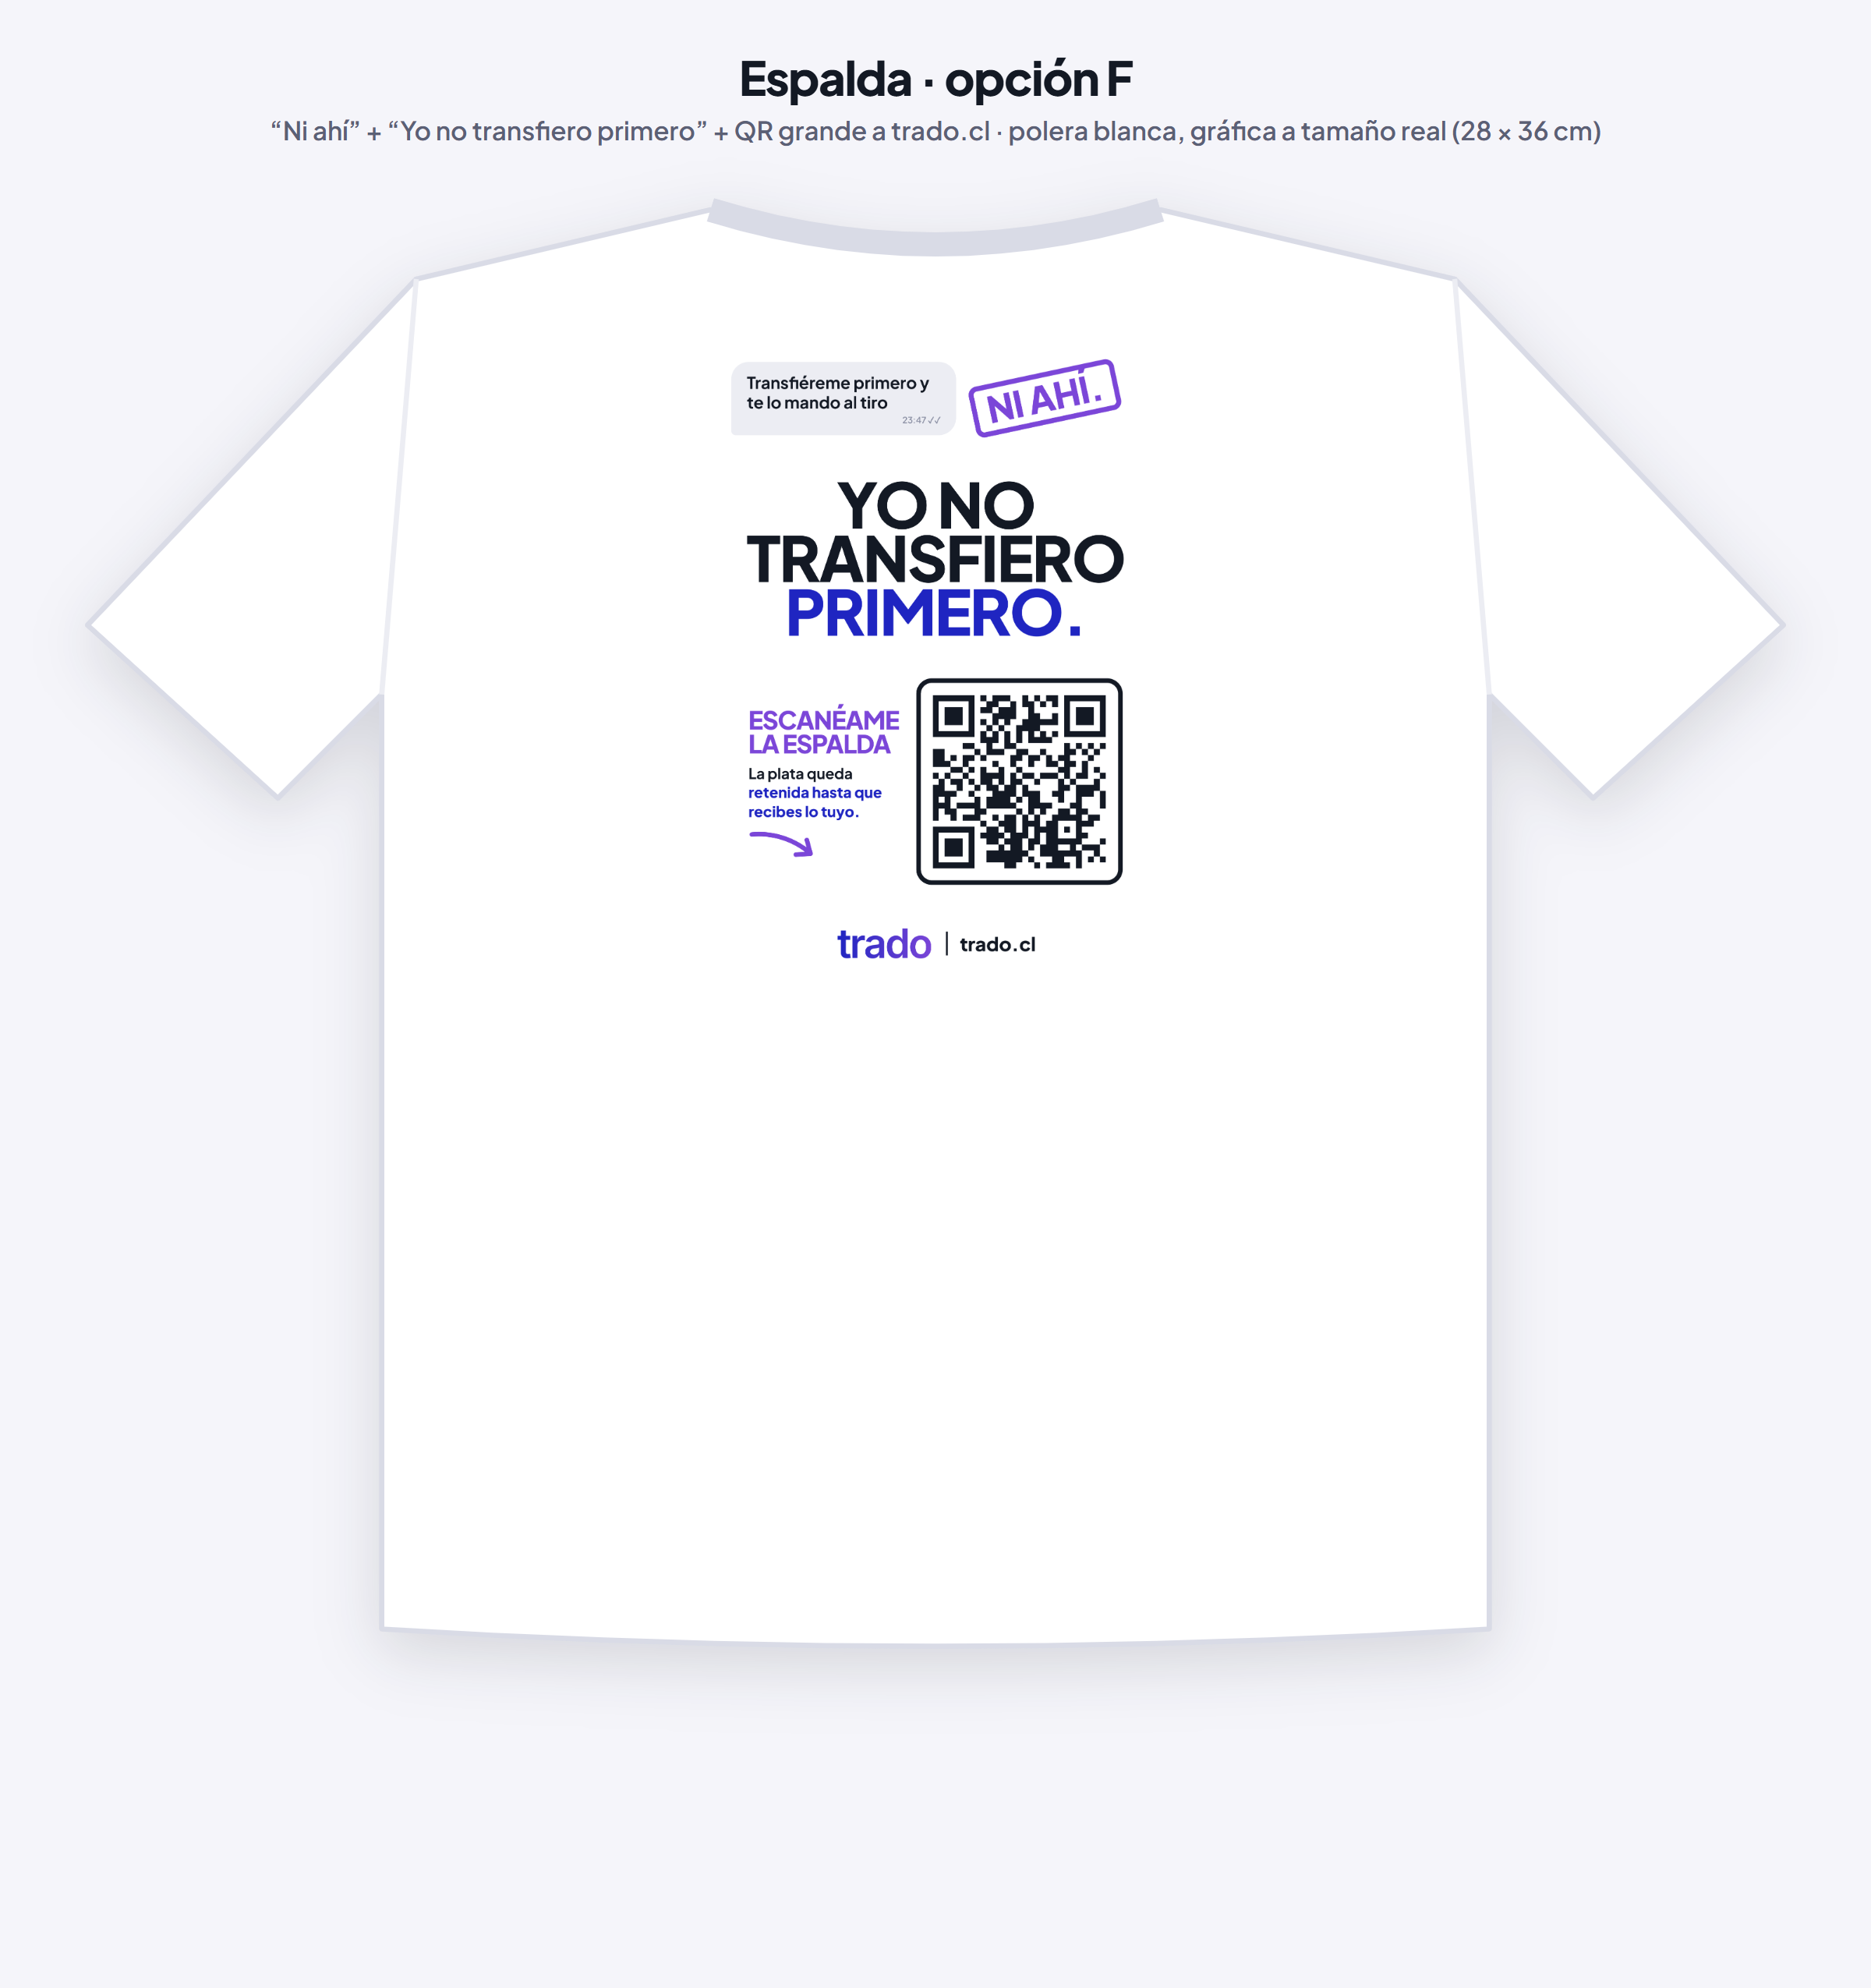 Espalda · opción F
“Ni ahí” + “Yo no transfiero primero” + QR grande a trado.cl · polera blanca, gráfica a tamaño real (28 × 36 cm)
Transfiéreme primero y
te lo mando al tiro
23:47 ✓✓
NI AHÍ.
YO NO
TRANSFIERO
PRIMERO.
ESCANÉAME
LA ESPALDA
La plata queda
retenida hasta que
recibes lo tuyo.
trado | trado.cl